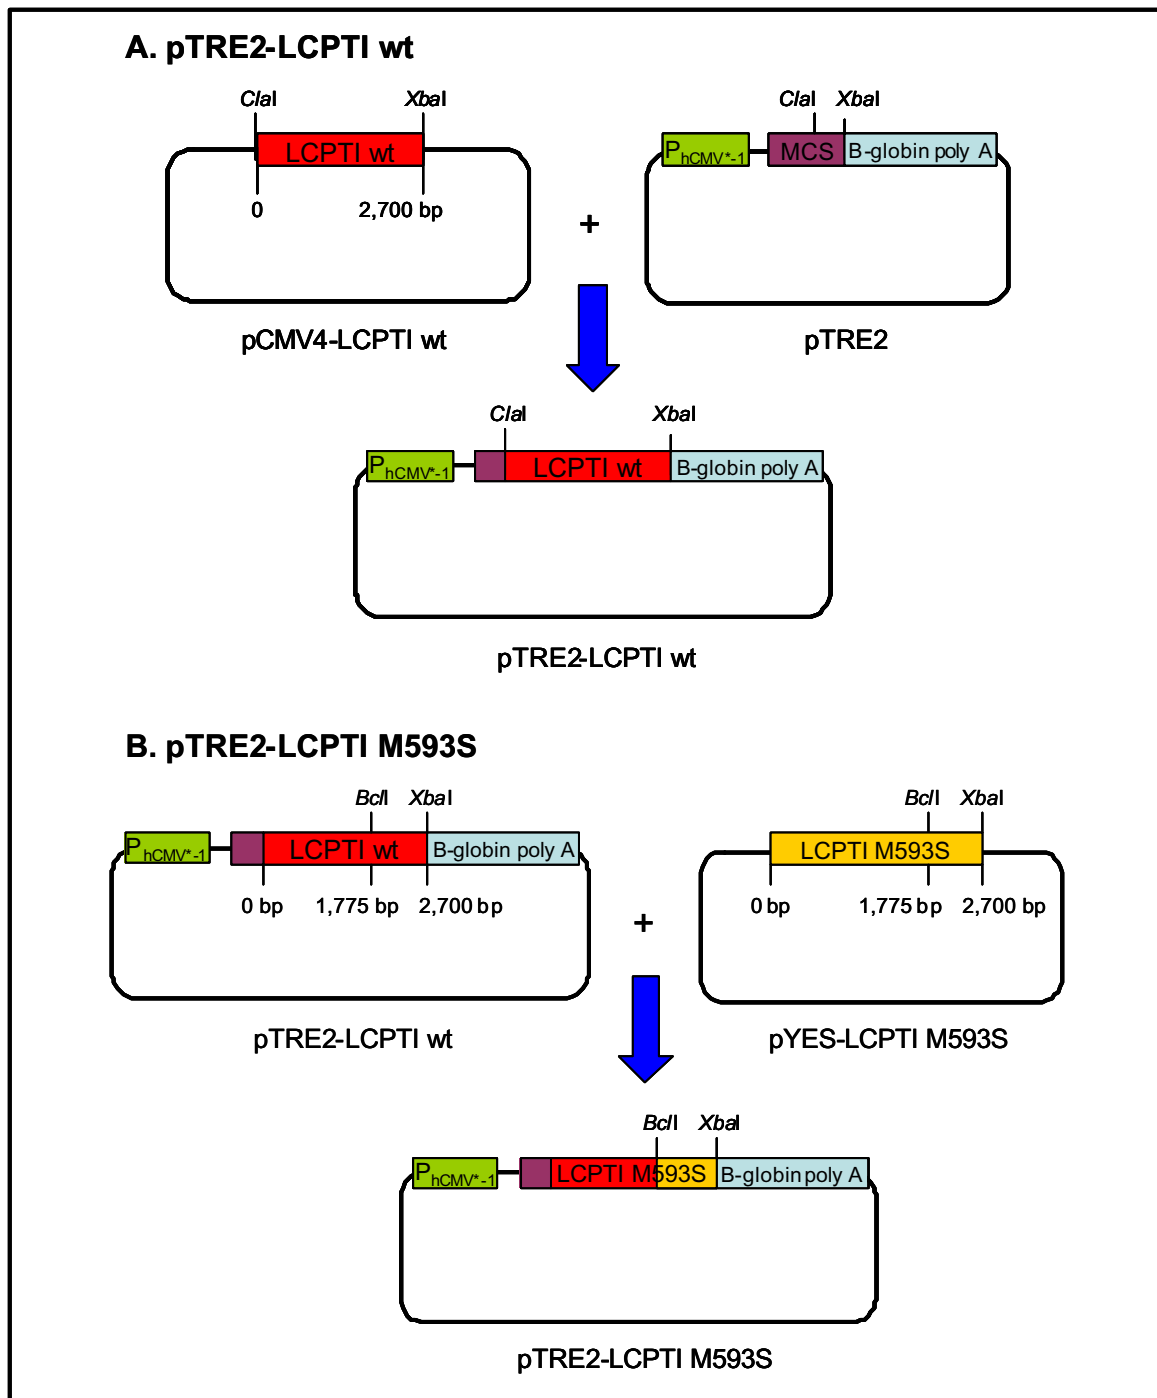 A. pTRE2-LCPTI wt
ClaI XbaI
ClaI XbaI
LCPTI wt
PhCMV*-1 MCS B-globin poly A
0 2,700 bp
+
pCMV4-LCPTI wt
pTRE2
ClaI XbaI
PhCMV*-1 LCPTI wt B-globin poly A
pTRE2-LCPTI wt
B. pTRE2-LCPTI M593S
BclI XbaI
BclI XbaI
PhCMV*-1 LCPTI wt B-globin poly A
LCPTI M593S
0 bp 1,775 bp 2,700 bp
0 bp 1,775 bp 2,700 bp
+
pTRE2-LCPTI wt
pYES-LCPTI M593S
BclI XbaI
PhCMV*-1 LCPTI M593S B-globin poly A
pTRE2-LCPTI M593S